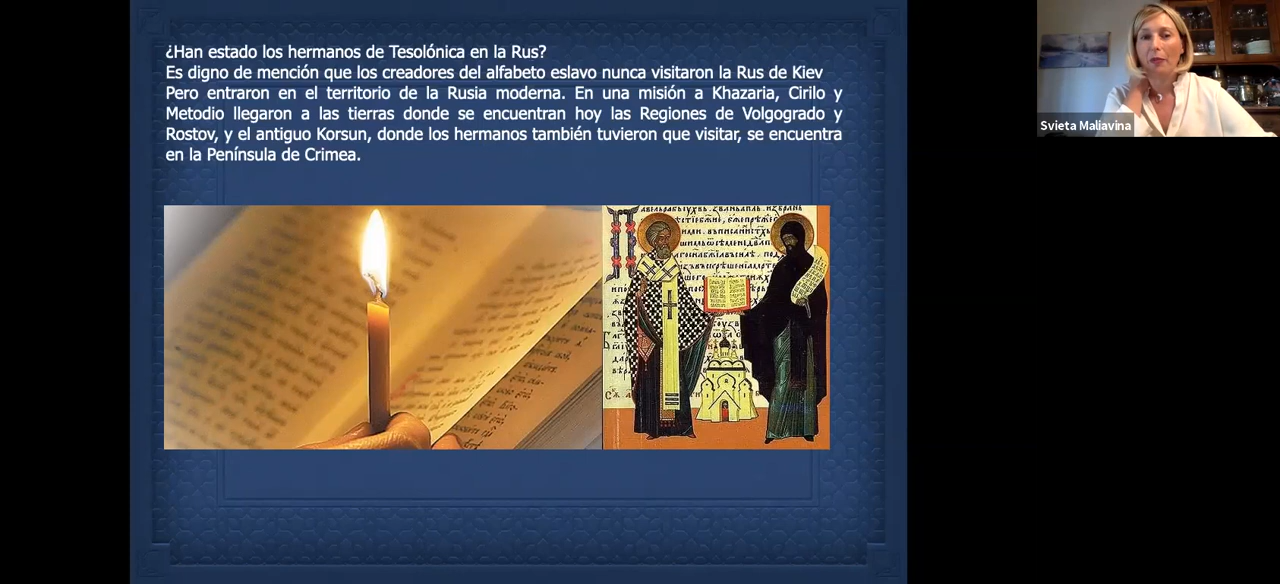 ¿Han estado los hermanos de Tesolónica en la Rus?
Es digno de mención que los creadores del alfabeto eslavo nunca visitaron la Rus de Kiev
Pero entraron en el territorio de la Rusia moderna. En una misión a Khazaria, Cirilo y
Metodio llegaron a las tierras donde se encuentran hoy las Regiones de Volgogrado y
Rostov, y el antiguo Korsun, donde los hermanos también tuvieron que visitar, se encuentra
en la Península de Crimea.
Svieta Maliavina